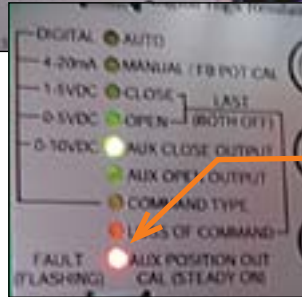 DIGITAL AUTO
4-20mA MANUAL / FB POT CAL
1-5VDC CLOSE LAST
0-5VDC OPEN (BOTH OFF)
0-10VDC AUX CLOSE OUTPUT
AUX OPEN OUTPUT
COMMAND TYPE
LOSS OF COMMAND
FAULT AUX POSITION OUT
(FLASHING) CAL (STEADY ON)